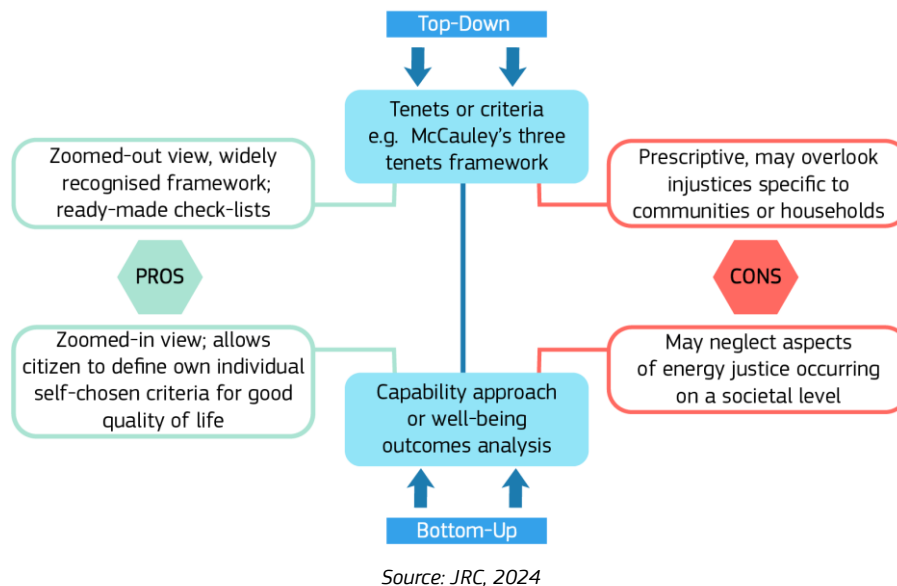 Top-Down
Tenets or criteria
e.g. McCauley's three
tenets framework
Zoomed-out view, widely
recognised framework;
ready-made check-lists
Prescriptive, may overlook
injustices specific to
communities or households
PROS
CONS
Zoomed-in view; allows
citizen to define own individual
self-chosen criteria for good
quality of life
May neglect aspects
of energy justice occurring
on a societal level
Capability approach
or well-being
outcomes analysis
Bottom-Up
Source: JRC, 2024